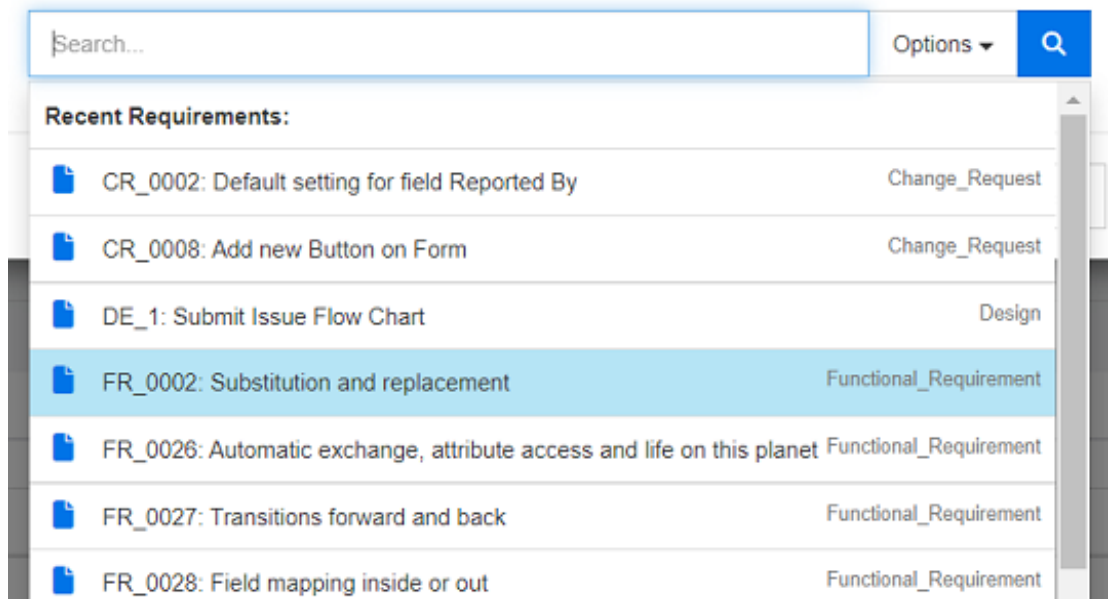 Search...
Options
Recent Requirements:
CR_0002: Default setting for field Reported By Change_Request
CR_0008: Add new Button on Form Change_Request
DE_1: Submit Issue Flow Chart Design
FR_0002: Substitution and replacement Functional_Requirement
FR_0026: Automatic exchange, attribute access and life on this planet Functional_Requirement
FR_0027: Transitions forward and back Functional_Requirement
FR_0028: Field mapping inside or out Functional_Requirement